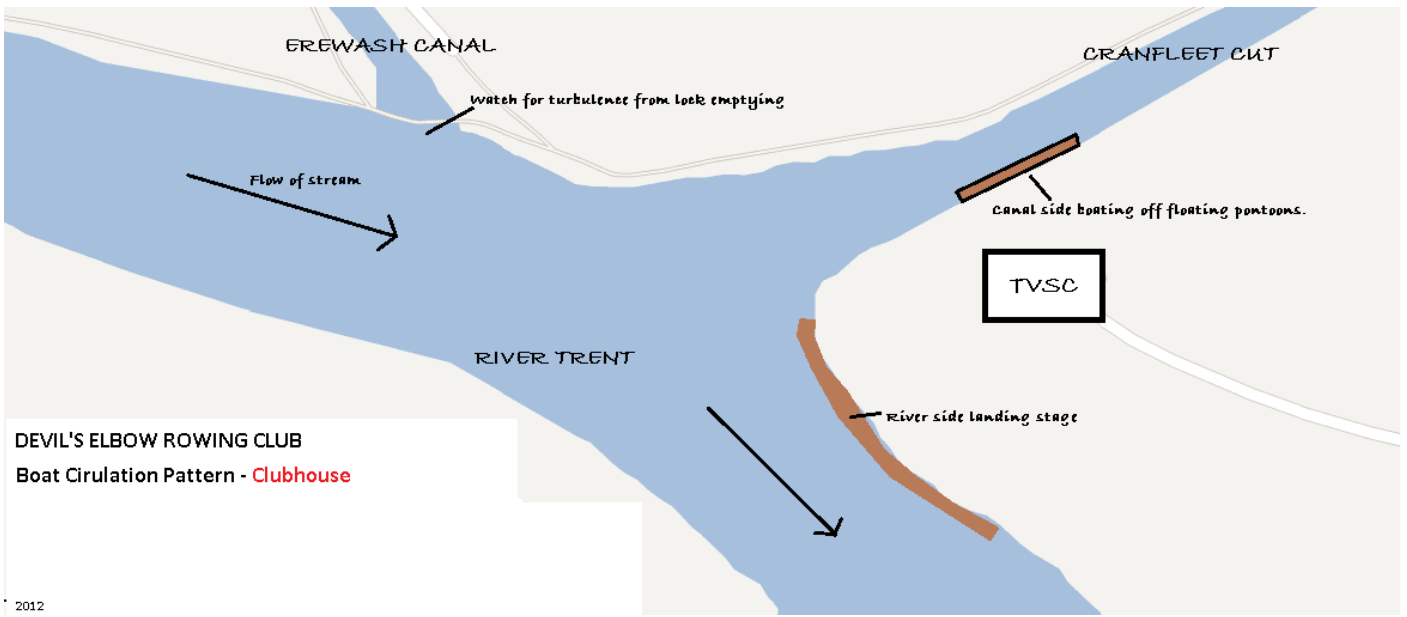 EREWASH CANAL
CRANFLEET CUT
Watch for turbulence from lock emptying
Flow of stream
Canal side boating off floating pontoons.
TVSC
RIVER TRENT
River side landing stage
DEVIL'S ELBOW ROWING CLUB
Boat Cirulation Pattern - Clubhouse
2012